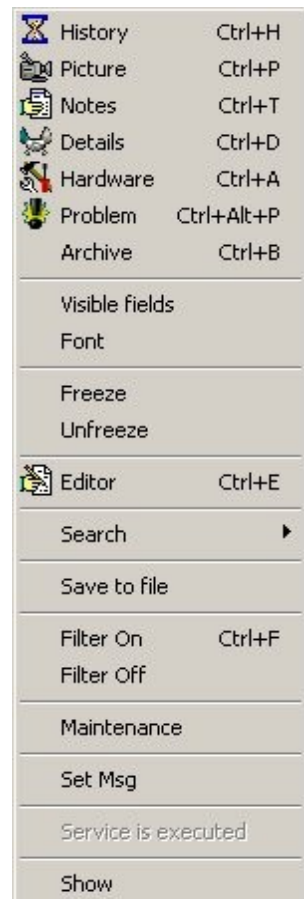 History Ctrl+H
Picture Ctrl+P
Notes Ctrl+T
Details Ctrl+D
Hardware Ctrl+A
Problem Ctrl+Alt+P
Archive Ctrl+B
Visible fields
Font
Freeze
Unfreeze
Editor Ctrl+E
Search
Save to file
Filter On Ctrl+F
Filter Off
Maintenance
Set Msg
Service is executed
Show